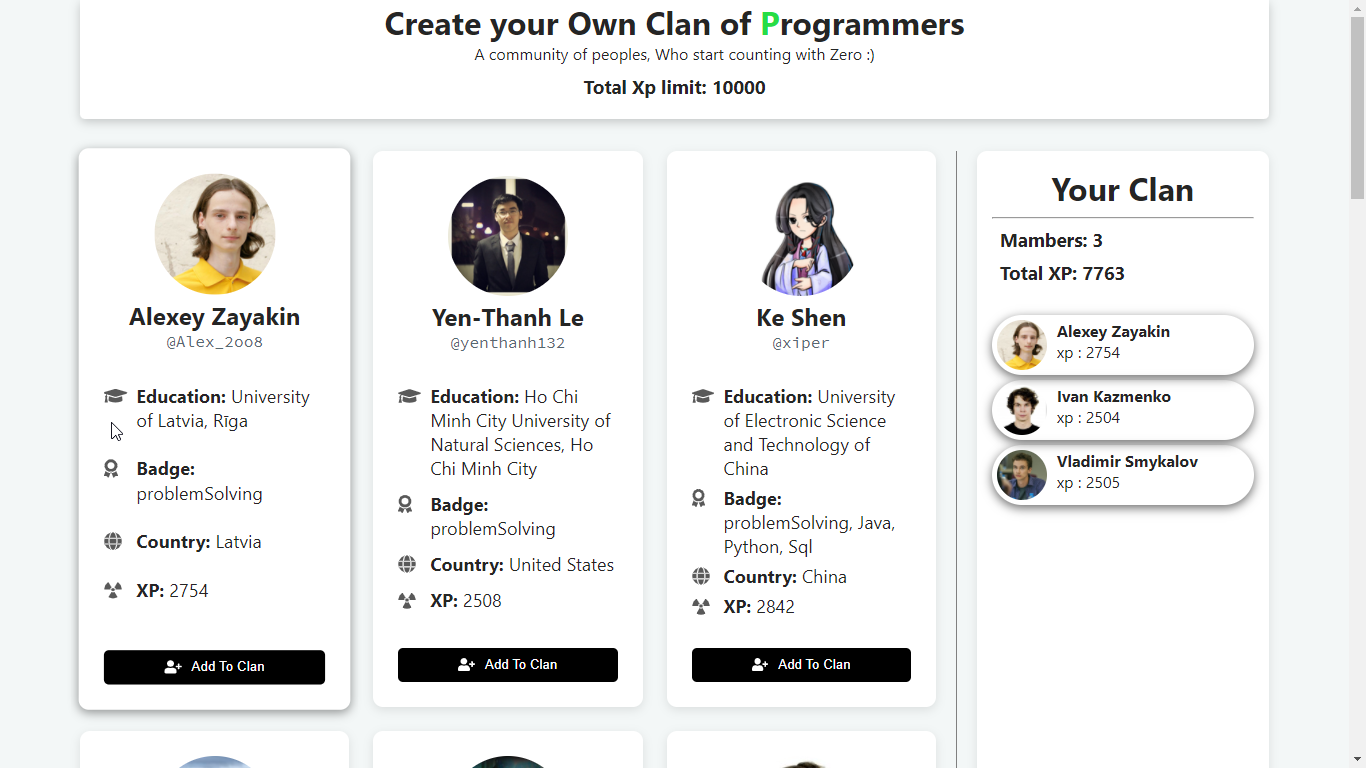 Create your Own Clan of Programmers
A community of peoples, Who start counting with Zero :)
Total Xp limit: 10000
Alexey Zayakin
@Alex_2oo8
Education: University
of Latvia, Rīga
Badge:
problemSolving
Country: Latvia
XP: 2754
Add To Clan
Yen-Thanh Le
@yenthanh132
Education: Ho Chi
Minh City University of
Natural Sciences, Ho
Chi Minh City
Badge:
problemSolving
Country: United States
XP: 2508
Add To Clan
Ke Shen
@xiper
Education: University
of Electronic Science
and Technology of
China
Badge:
problemSolving, Java,
Python, Sql
Country: China
XP: 2842
Add To Clan
Your Clan
Mambers: 3
Total XP: 7763
Alexey Zayakin
xp : 2754
Ivan Kazmenko
xp : 2504
Vladimir Smykalov
xp : 2505